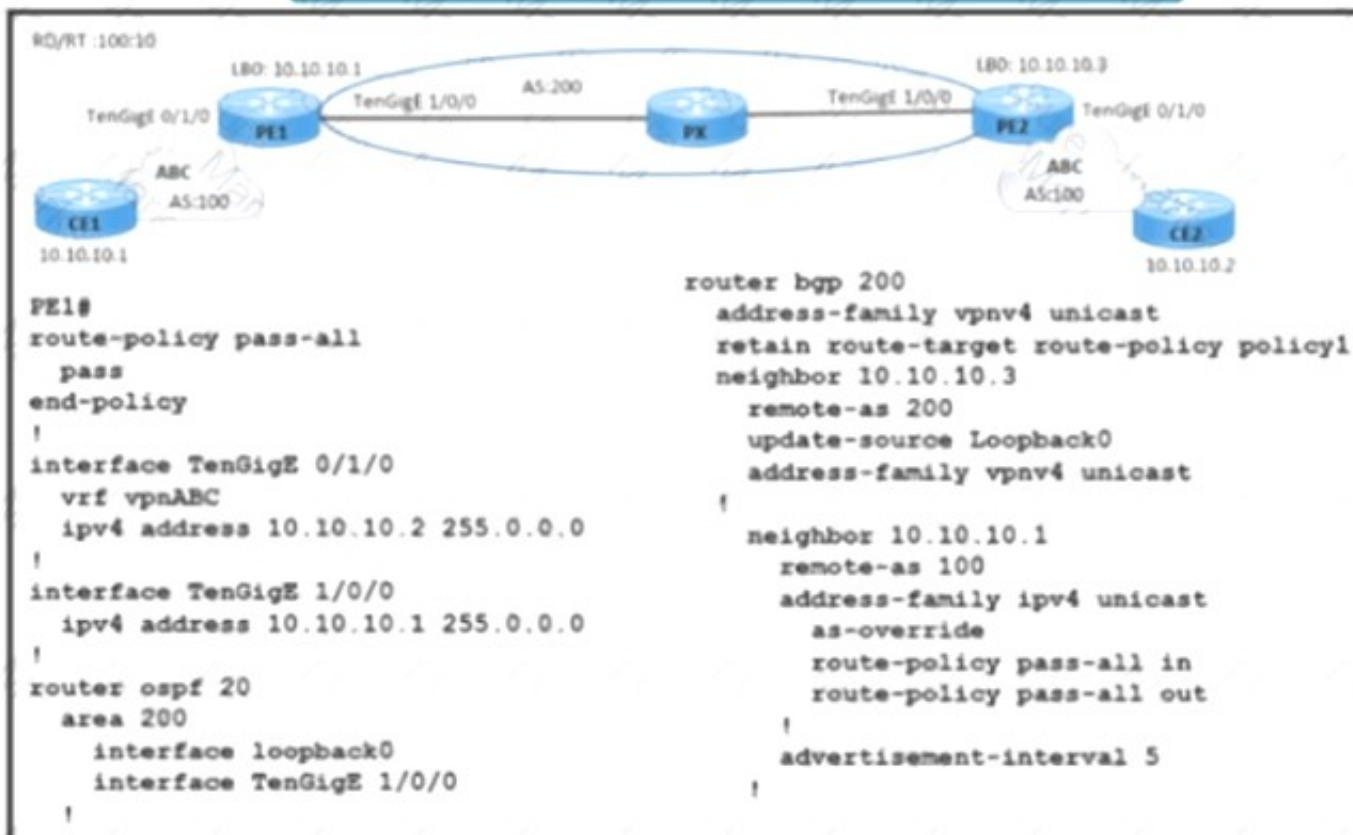 RD/RT :100:10
LB0: 10.10.10.1
AS:200
LB0: 10.10.10.3
TenGigE 0/1/0
TenGigE 1/0/0
TenGigE 1/0/0
TenGigE 0/1/0
PE1
PX
PE2
ABC
AS:100
ABC
AS:100
CE1
CE2
10.10.10.1
10.10.10.2
PE1#
route-policy pass-all
pass
end-policy
!
interface TenGigE 0/1/0
vrf vpnABC
ipv4 address 10.10.10.2 255.0.0.0
!
interface TenGigE 1/0/0
ipv4 address 10.10.10.1 255.0.0.0
!
router ospf 20
area 200
interface loopback0
interface TenGigE 1/0/0
!
router bgp 200
address-family vpnv4 unicast
retain route-target route-policy policy1
neighbor 10.10.10.3
remote-as 200
update-source Loopback0
address-family vpnv4 unicast
!
neighbor 10.10.10.1
remote-as 100
address-family ipv4 unicast
as-override
route-policy pass-all in
route-policy pass-all out
!
advertisement-interval 5
!